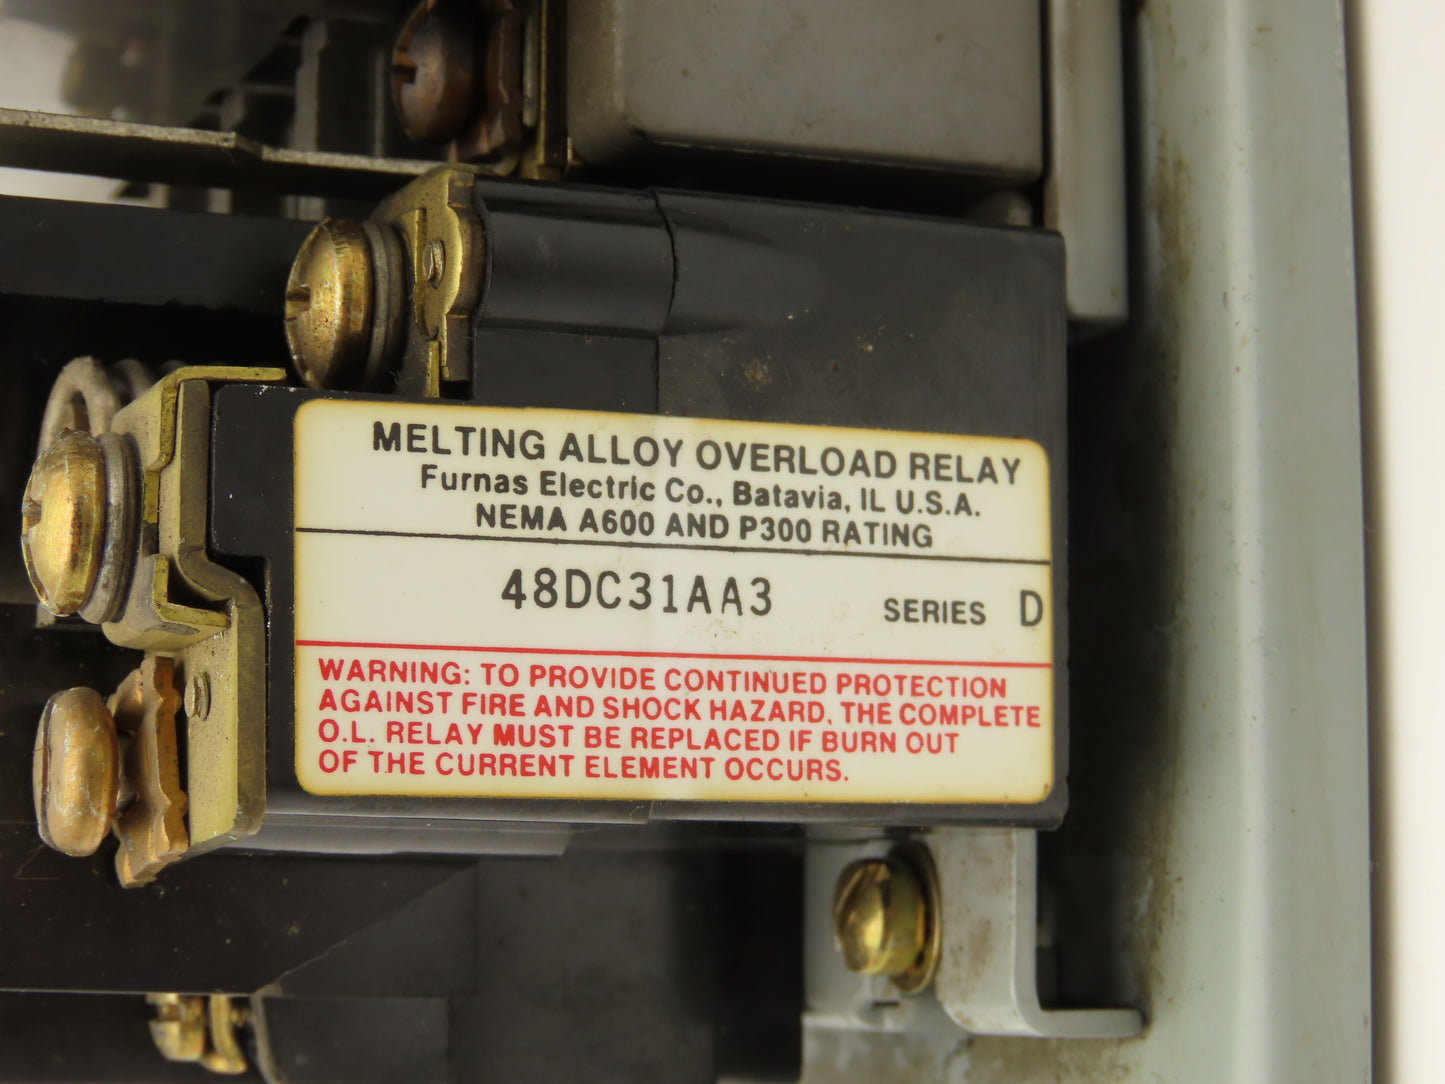 MELTING ALLOY OVERLOAD RELAY
Furnas Electric Co., Batavia, IL U.S.A.
NEMA A600 AND P300 RATING
48DC31AA3 SERIES D
WARNING: TO PROVIDE CONTINUED PROTECTION
AGAINST FIRE AND SHOCK HAZARD, THE COMPLETE
O.L. RELAY MUST BE REPLACED IF BURN OUT
OF THE CURRENT ELEMENT OCCURS.